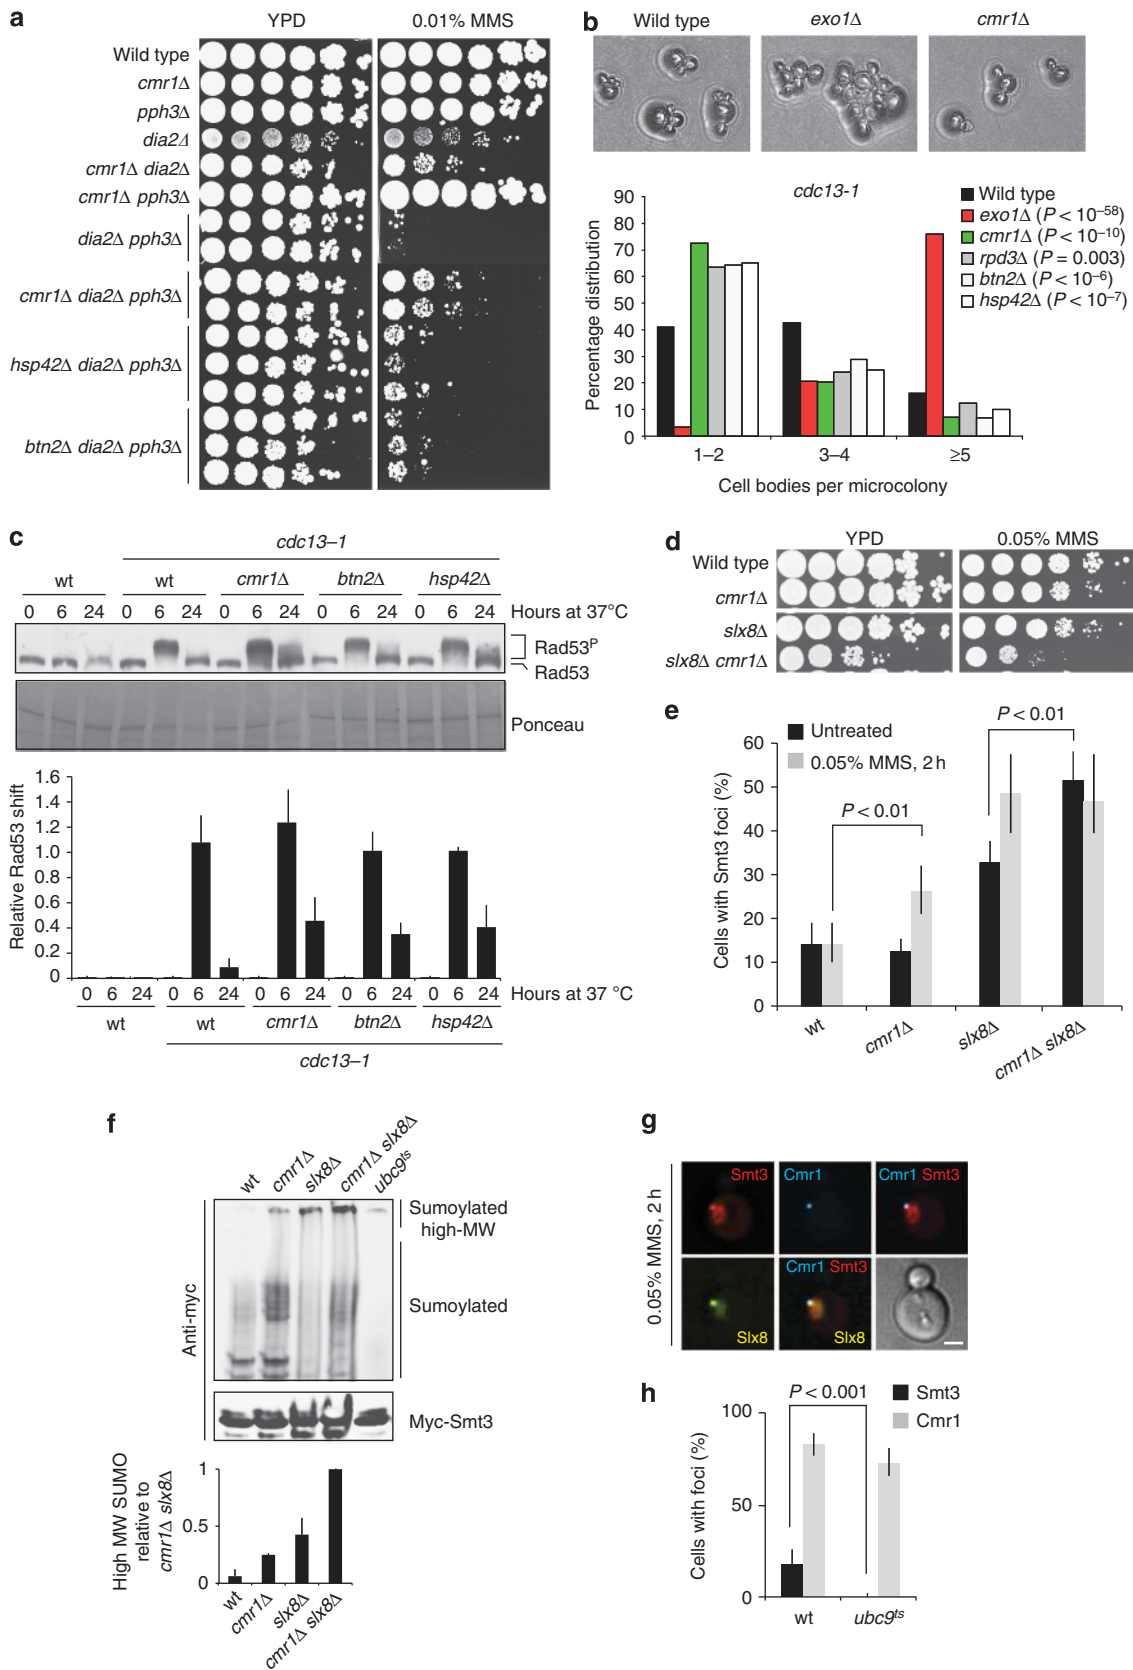 a
YPD 0.01% MMS
Wild type
cmr1Δ
pph3Δ
dia2Δ
cmr1Δ dia2Δ
cmr1Δ pph3Δ
dia2Δ pph3Δ
cmr1Δ dia2Δ pph3Δ
hsp42Δ dia2Δ pph3Δ
btn2Δ dia2Δ pph3Δ
b
Wild type exo1Δ cmr1Δ
cdc13-1
Wild type
exo1Δ (P < 10⁻⁵⁸)
cmr1Δ (P < 10⁻¹⁰)
rpd3Δ (P = 0.003)
btn2Δ (P < 10⁻⁶)
hsp42Δ (P < 10⁻⁷)
Percentage distribution
90
80
70
60
50
40
30
20
10
0
1–2 3–4 ≥5
Cell bodies per microcolony
c
cdc13–1
wt wt cmr1Δ btn2Δ hsp42Δ
0 6 24 0 6 24 0 6 24 0 6 24 0 6 24 Hours at 37°C
Rad53ᴾ
Rad53
Ponceau
Relative Rad53 shift
1.6
1.4
1.2
1.0
0.8
0.6
0.4
0.2
0
0 6 24 0 6 24 0 6 24 0 6 24 0 6 24 Hours at 37 °C
wt wt cmr1Δ btn2Δ hsp42Δ
cdc13–1
d
YPD 0.05% MMS
Wild type
cmr1Δ
slx8Δ
slx8Δ cmr1Δ
e
Untreated
0.05% MMS, 2 h
P < 0.01
P < 0.01
Cells with Smt3 foci (%)
60
50
40
30
20
10
0
wt cmr1Δ slx8Δ cmr1Δ slx8Δ
f
wt cmr1Δ slx8Δ cmr1Δ slx8Δ ubc9ᵗˢ
Anti-myc
Sumoylated
high-MW
Sumoylated
Myc-Smt3
High MW SUMO
relative to
cmr1Δ slx8Δ
1
0.5
0
wt cmr1Δ slx8Δ cmr1Δ slx8Δ
g
0.05% MMS, 2 h
Smt3 Cmr1 Cmr1 Smt3
Slx8 Cmr1 Smt3
Slx8
h
P < 0.001
Smt3
Cmr1
Cells with foci (%)
100
50
0
wt ubc9ᵗˢ